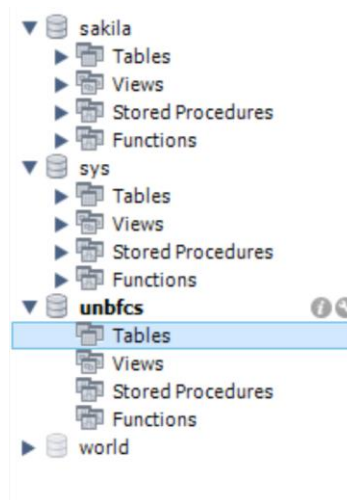 sakila
Tables
Views
Stored Procedures
Functions
sys
Tables
Views
Stored Procedures
Functions
unbfcs
Tables
Views
Stored Procedures
Functions
world